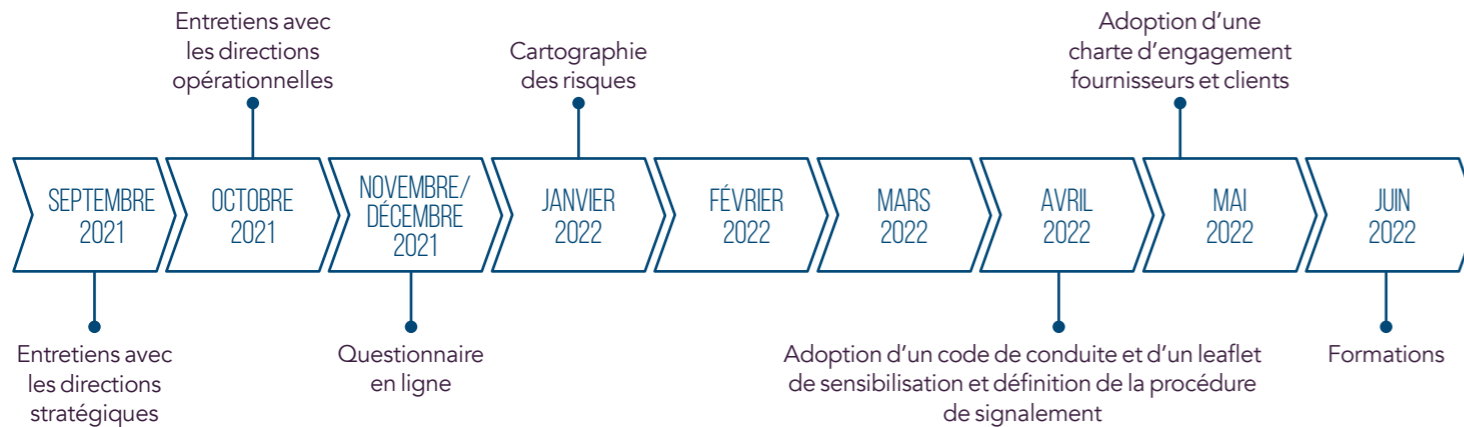 Entretiens avec
les directions
opérationnelles
Cartographie
des risques
Adoption d'une
charte d'engagement
fournisseurs et clients
SEPTEMBRE
2021
OCTOBRE
2021
NOVEMBRE/
DÉCEMBRE
2021
JANVIER
2022
FÉVRIER
2022
MARS
2022
AVRIL
2022
MAI
2022
JUIN
2022
Entretiens avec
les directions
stratégiques
Questionnaire
en ligne
Adoption d'un code de conduite et d'un leaflet
de sensibilisation et définition de la procédure
de signalement
Formations